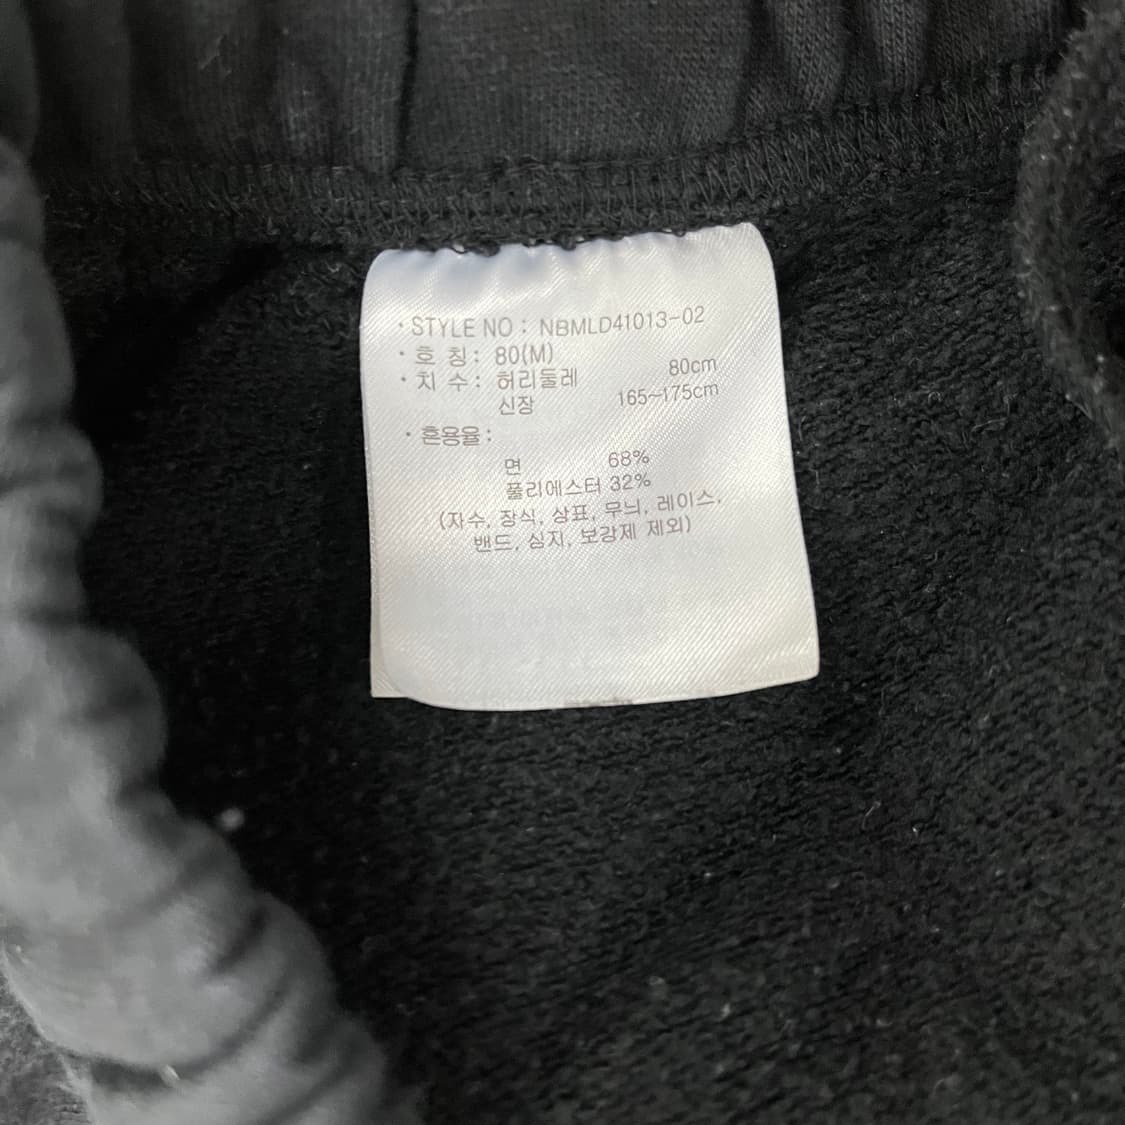 · STYLE NO : NBMLD41013-02
· 호 칭 : 80(M)
· 치 수 : 허리둘레 80cm
신장 165~175cm
· 혼용율 :
면 68%
폴리에스터 32%
(자수, 장식, 상표, 무늬, 레이스,
밴드, 심지, 보강제 제외)